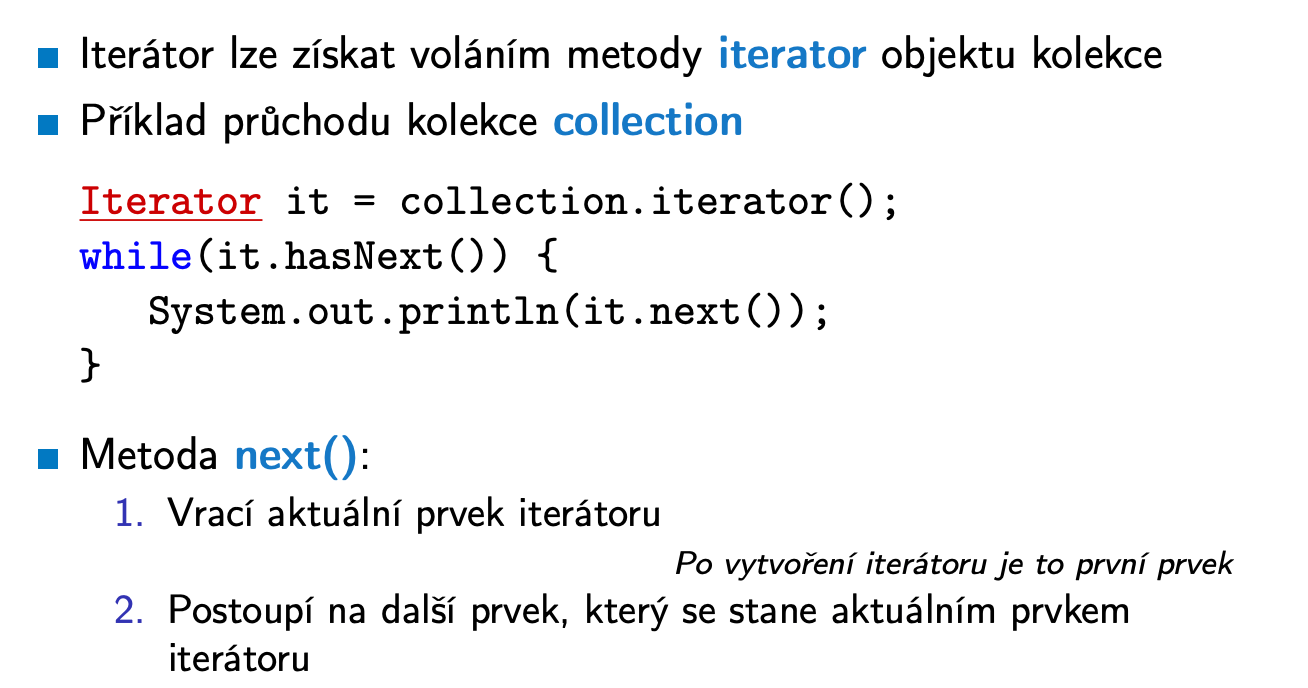 Iterátor lze získat voláním metody iterator objektu kolekce
Příklad průchodu kolekce collection
Iterator it = collection.iterator();
while(it.hasNext()) {
   System.out.println(it.next());
}
Metoda next():
1. Vrací aktuální prvek iterátoru
Po vytvoření iterátoru je to první prvek
2. Postoupí na další prvek, který se stane aktuálním prvkem
iterátoru